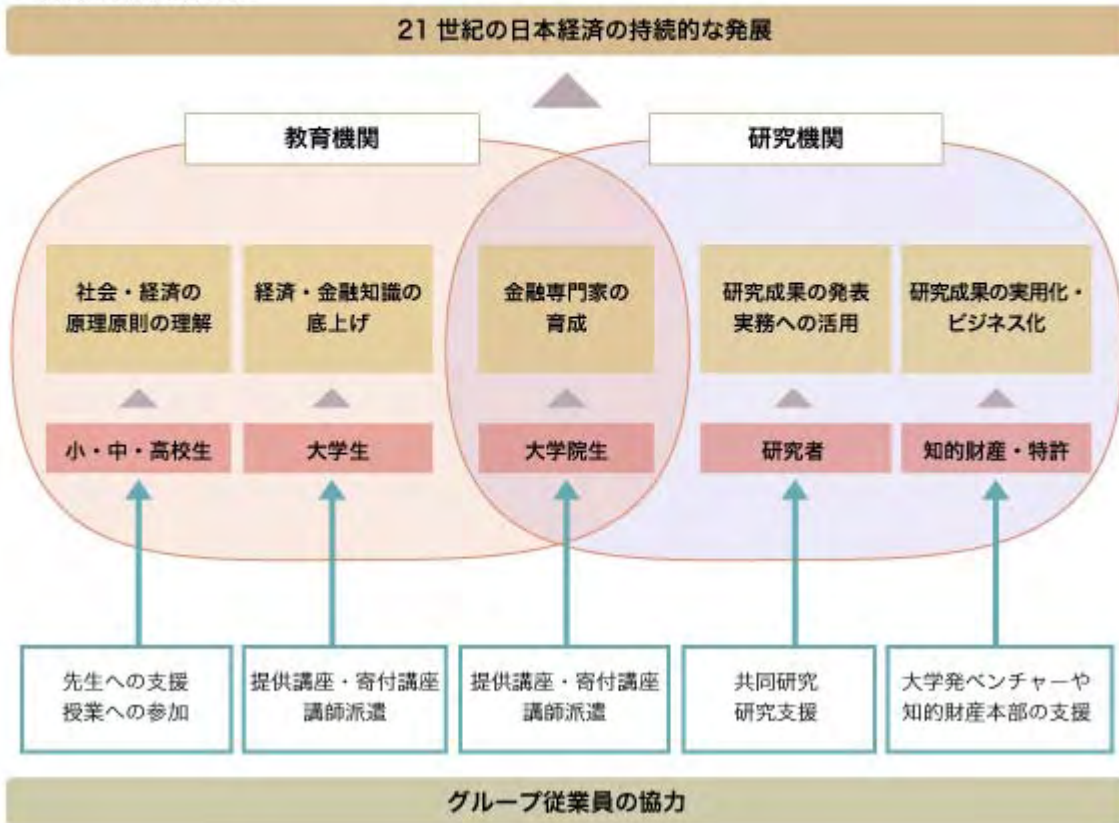 21 世紀の日本経済の持続的な発展
教育機関
研究機関
社会・経済の
原理原則の理解
経済・金融知識の
底上げ
金融専門家の
育成
研究成果の発表
実務への活用
研究成果の実用化・
ビジネス化
小・中・高校生
大学生
大学院生
研究者
知的財産・特許
先生への支援
授業への参加
提供講座・寄付講座
講師派遣
提供講座・寄付講座
講師派遣
共同研究
研究支援
大学発ベンチャーや
知的財産本部の支援
グループ従業員の協力